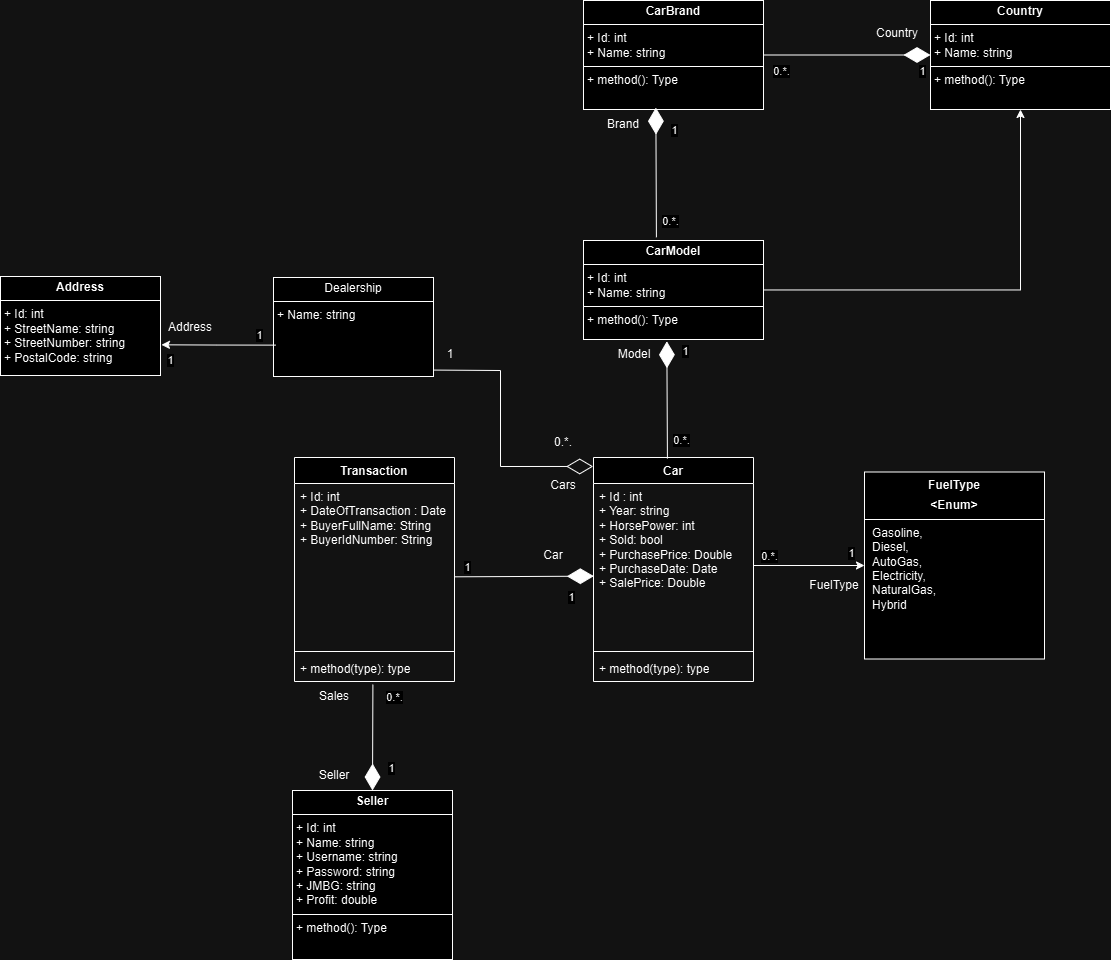 CarBrand
+ Id: int
+ Name: string
+ method(): Type
Country
0.*.
1
Country
+ Id: int
+ Name: string
+ method(): Type
Brand
1
0.*.
CarModel
+ Id: int
+ Name: string
+ method(): Type
Address
+ Id: int
+ StreetName: string
+ StreetNumber: string
+ PostalCode: string
Address
1
1
Dealership
+ Name: string
1
0.*.
Cars
Model
1
0.*.
Transaction
+ Id: int
+ DateOfTransaction : Date
+ BuyerFullName: String
+ BuyerIdNumber: String
+ method(type): type
1
Car
1
Car
+ Id : int
+ Year: string
+ HorsePower: int
+ Sold: bool
+ PurchasePrice: Double
+ PurchaseDate: Date
+ SalePrice: Double
+ method(type): type
0.*.
1
FuelType
FuelType
<Enum>
Gasoline,
Diesel,
AutoGas,
Electricity,
NaturalGas,
Hybrid
Sales
0.*.
Seller
1
Seller
+ Id: int
+ Name: string
+ Username: string
+ Password: string
+ JMBG: string
+ Profit: double
+ method(): Type